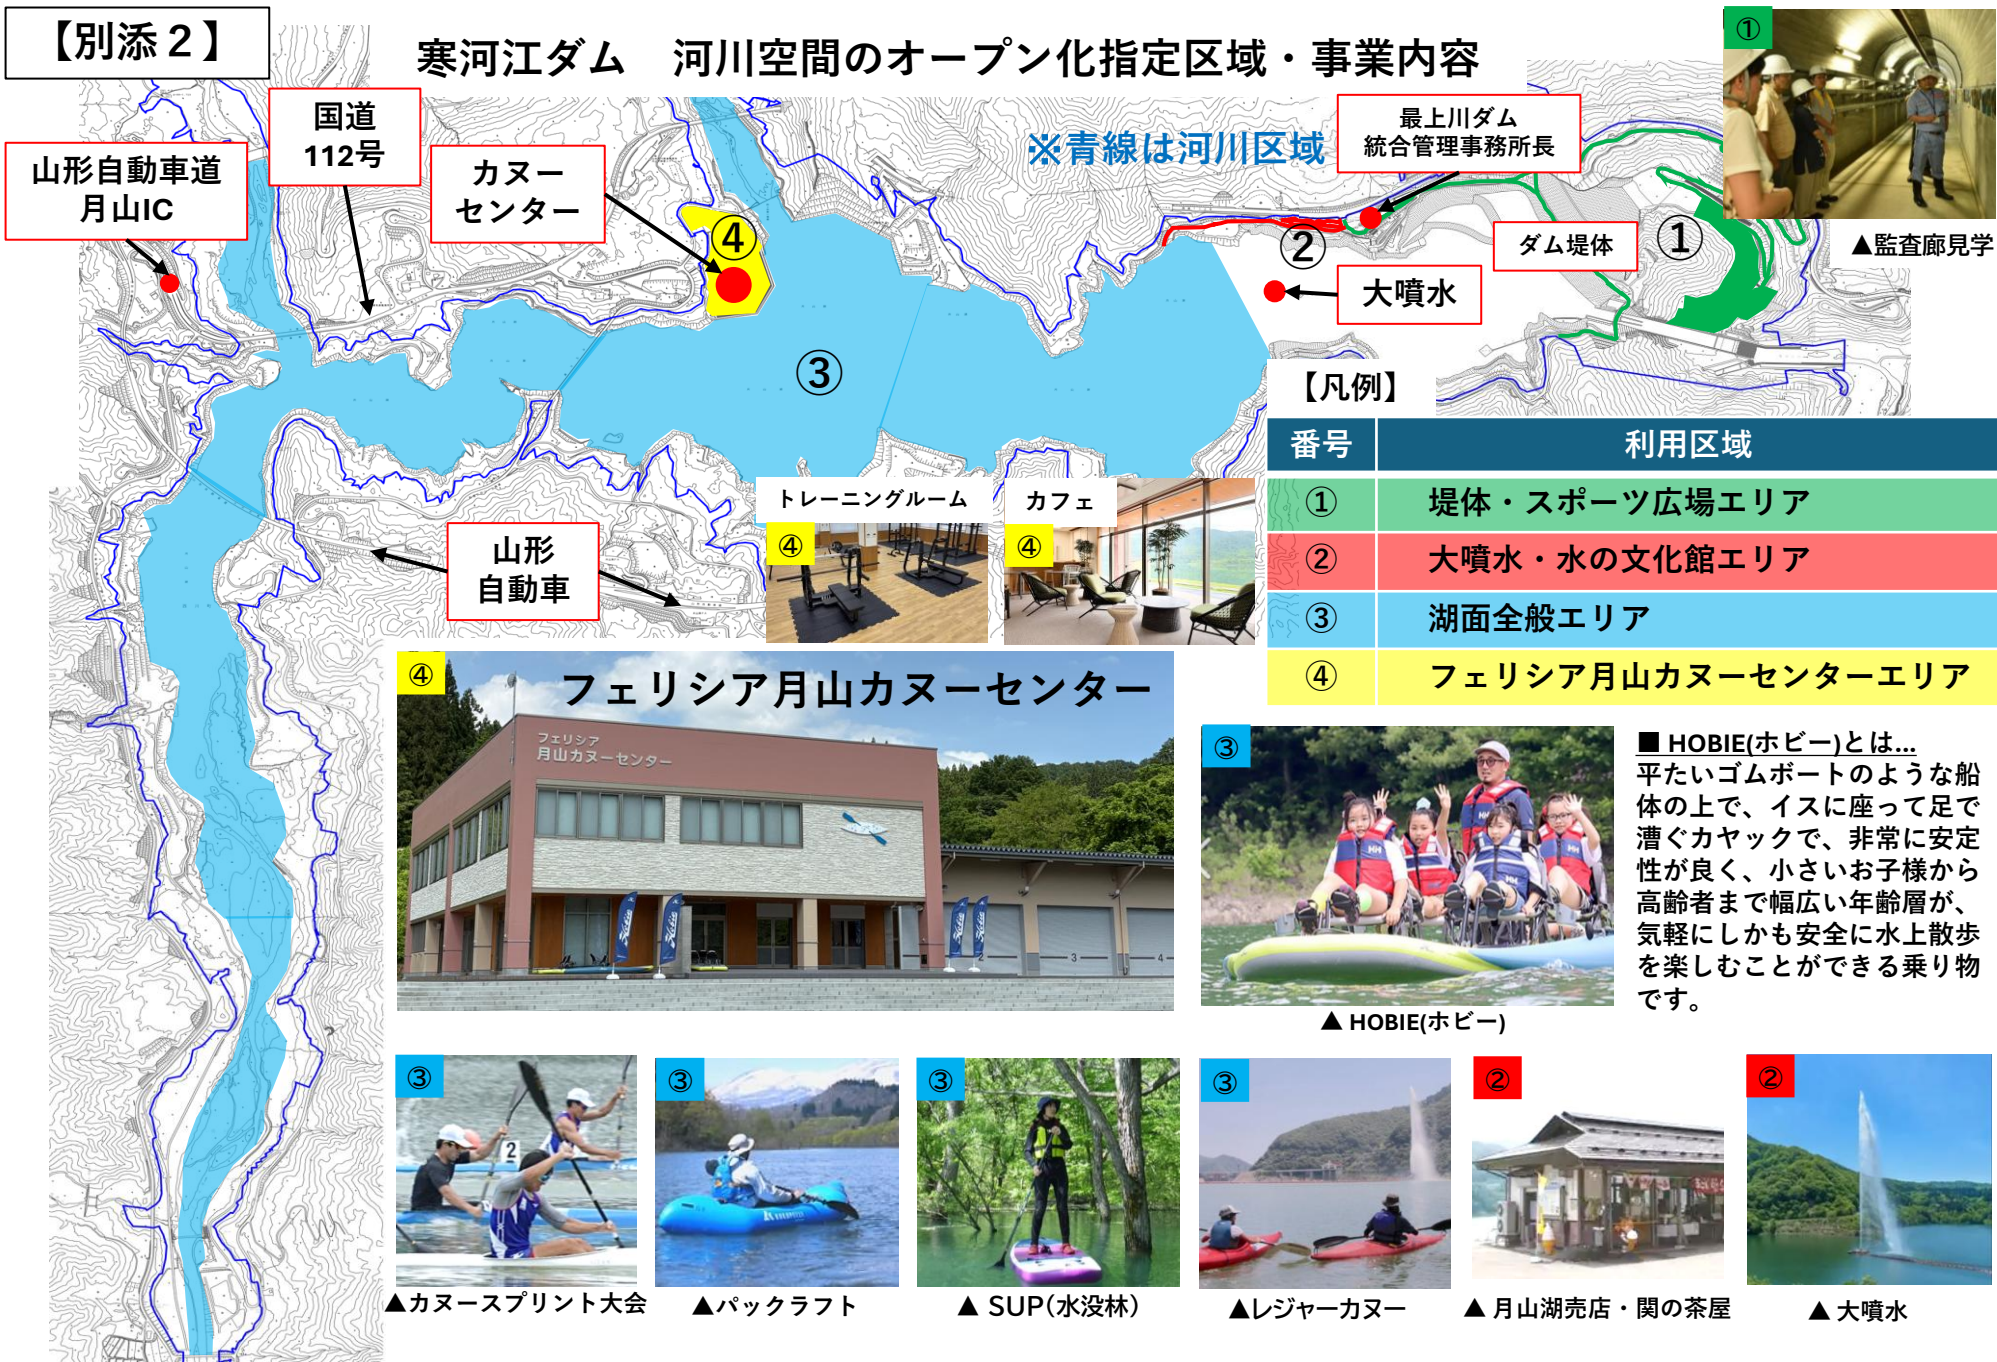 【別添２】
寒河江ダム　河川空間のオープン化指定区域・事業内容
①
▲監査廊見学
国道
112号
山形自動車道
月山IC
カヌー
センター
※青線は河川区域
最上川ダム
統合管理事務所長
④
②
ダム堤体
①
大噴水
③
【凡例】
番号
利用区域
①
堤体・スポーツ広場エリア
②
大噴水・水の文化館エリア
③
湖面全般エリア
④
フェリシア月山カヌーセンターエリア
山形
自動車
トレーニングルーム
④
カフェ
④
④
フェリシア月山カヌーセンター
フェリシア
月山カヌーセンター
Hobie
Hobie
2
3
4
③
HH
▲ HOBIE(ホビー)
■ HOBIE(ホビー)とは…
平たいゴムボートのような船
体の上で、イスに座って足で
漕ぐカヤックで、非常に安定
性が良く、小さいお子様から
高齢者まで幅広い年齢層が、
気軽にしかも安全に水上散歩
を楽しむことができる乗り物
です。
③
2
▲カヌースプリント大会
③
▲パックラフト
③
▲ SUP(水没林)
③
▲レジャーカヌー
②
▲ 月山湖売店・関の茶屋
②
▲ 大噴水